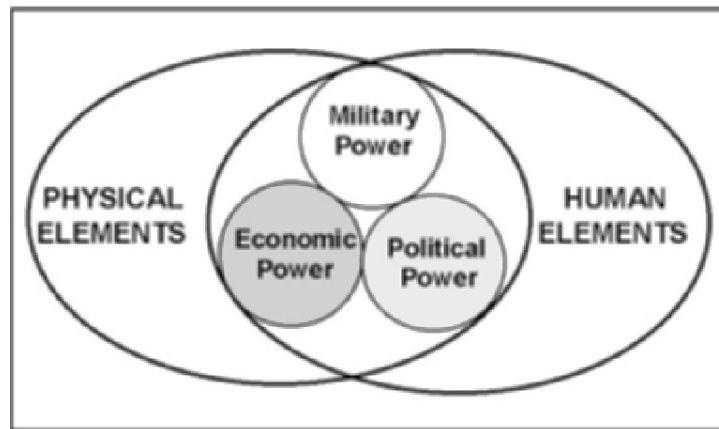 Military
Power
PHYSICAL
ELEMENTS
HUMAN
ELEMENTS
Economic
Power
Political
Power